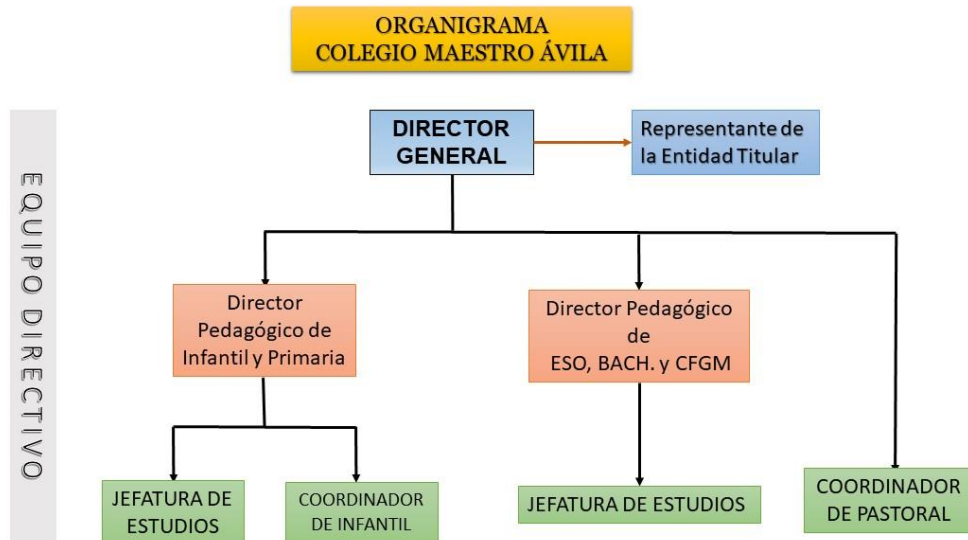 ORGANIGRAMA
COLEGIO MAESTRO ÁVILA
EQUIPO DIRECTIVO
DIRECTOR
GENERAL
Representante de
la Entidad Titular
Director
Pedagógico de
Infantil y Primaria
Director Pedagógico
de
ESO, BACH. y CFGM
JEFATURA DE
ESTUDIOS
COORDINADOR
DE INFANTIL
JEFATURA DE ESTUDIOS
COORDINADOR
DE PASTORAL